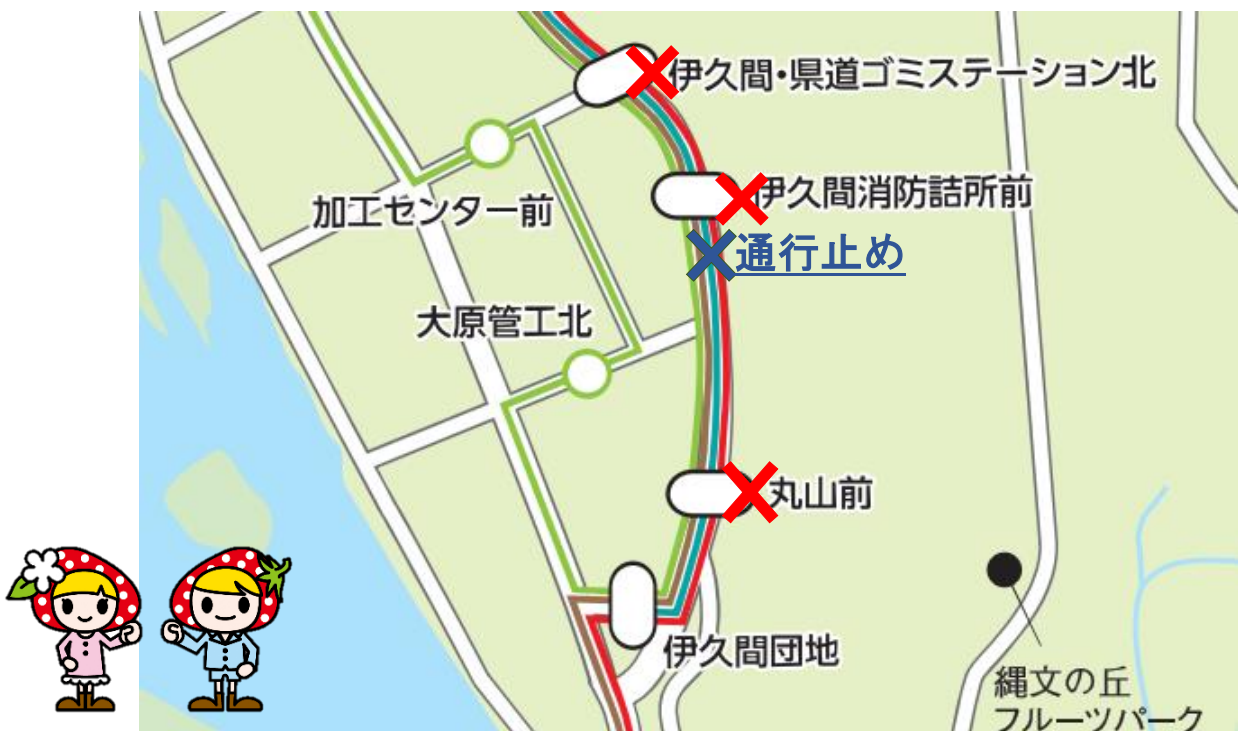 伊久間・県道ゴミステーション北
伊久間消防詰所前
加工センター前
通行止め
大原管工北
丸山前
伊久間団地
縄文の丘
フルーツパーク